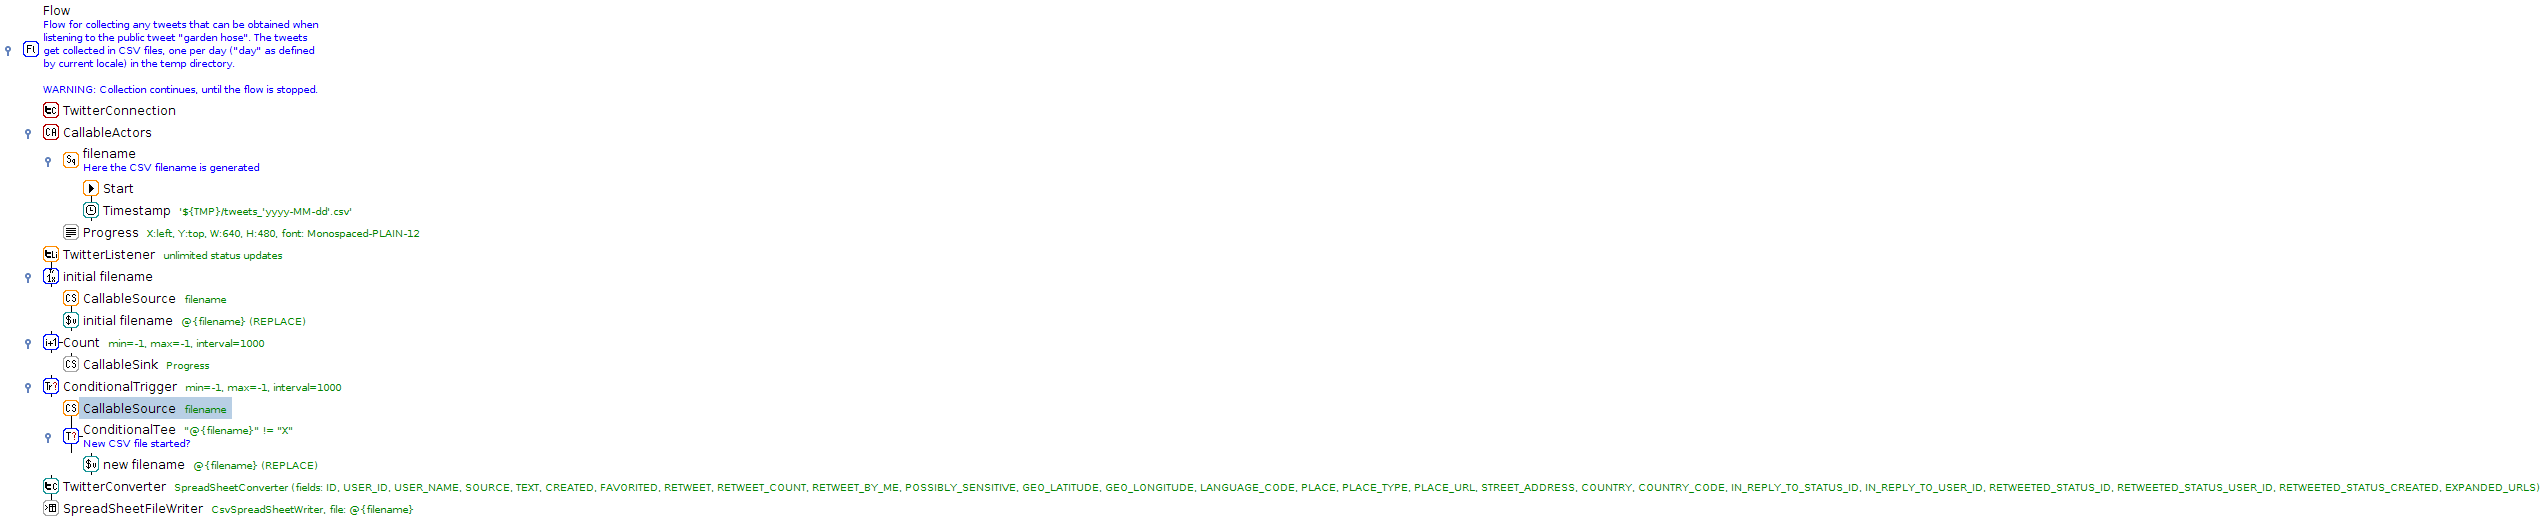 Flow
Flow for collecting any tweets that can be obtained when
listening to the public tweet "garden hose". The tweets
get collected in CSV files, one per day ("day" as defined
by current locale) in the temp directory.
WARNING: Collection continues, until the flow is stopped.
TwitterConnection
CallableActors
filename
Here the CSV filename is generated
Start
Timestamp '${TMP}/tweets_'yyyy-MM-dd'.csv'
Progress X:left, Y:top, W:640, H:480, font: Monospaced-PLAIN-12
TwitterListener unlimited status updates
initial filename
CallableSource filename
initial filename @{filename} (REPLACE)
Count min=-1, max=-1, interval=1000
CallableSink Progress
ConditionalTrigger min=-1, max=-1, interval=1000
CallableSource filename
ConditionalTee "@{filename}" != "X"
New CSV file started?
new filename @{filename} (REPLACE)
TwitterConverter SpreadSheetConverter (fields: ID, USER_ID, USER_NAME, SOURCE, TEXT, CREATED, FAVORITED, RETWEET, RETWEET_COUNT, RETWEET_BY_ME, POSSIBLY_SENSITIVE, GEO_LATITUDE, GEO_LONGITUDE, LANGUAGE_CODE, PLACE, PLACE_TYPE, PLACE_URL, STREET_ADDRESS, COUNTRY, COUNTRY_CODE, IN_REPLY_TO_STATUS_ID, IN_REPLY_TO_USER_ID, RETWEETED_STATUS_ID, RETWEETED_STATUS_USER_ID, RETWEETED_STATUS_CREATED, EXPANDED_URLS)
SpreadSheetFileWriter CsvSpreadSheetWriter, file: @{filename}